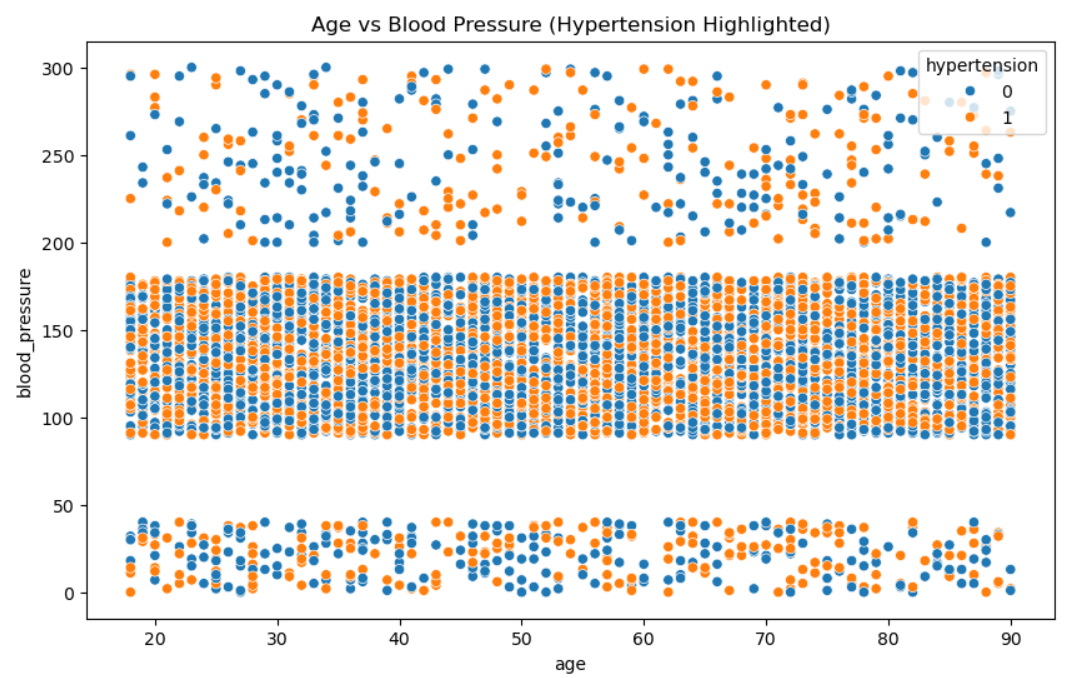 Age vs Blood Pressure (Hypertension Highlighted)
hypertension
0
1
300
250
200
150
100
50
0
blood_pressure
20 30 40 50 60 70 80 90
age